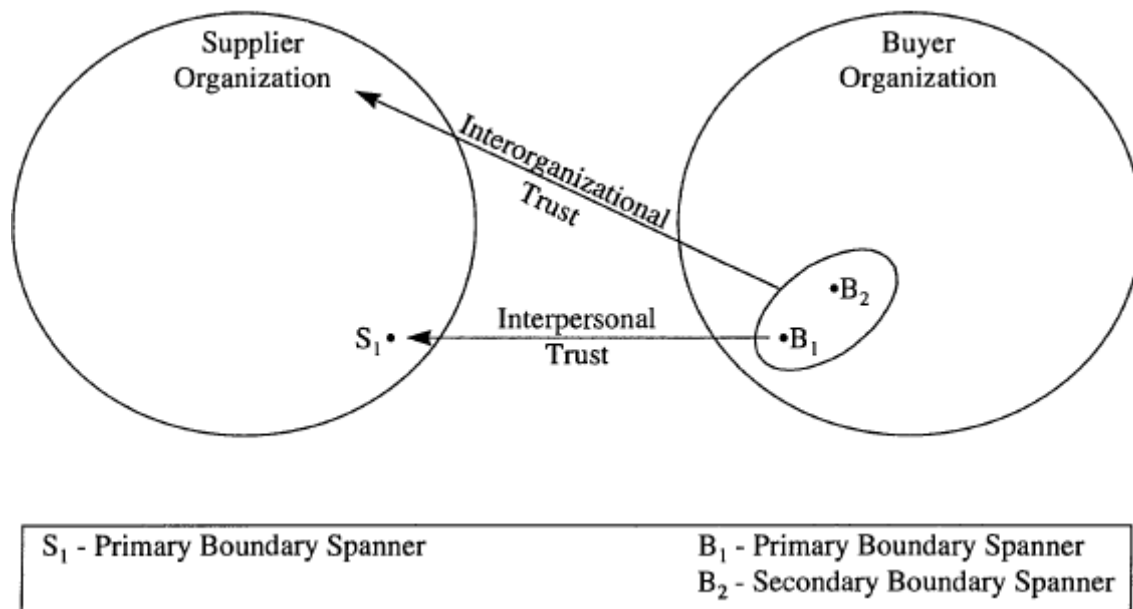 Supplier
Organization
Buyer
Organization
Interorganizational
Trust
B2
Interpersonal
Trust
S1
B1
S1 - Primary Boundary Spanner
B1 - Primary Boundary Spanner
B2 - Secondary Boundary Spanner